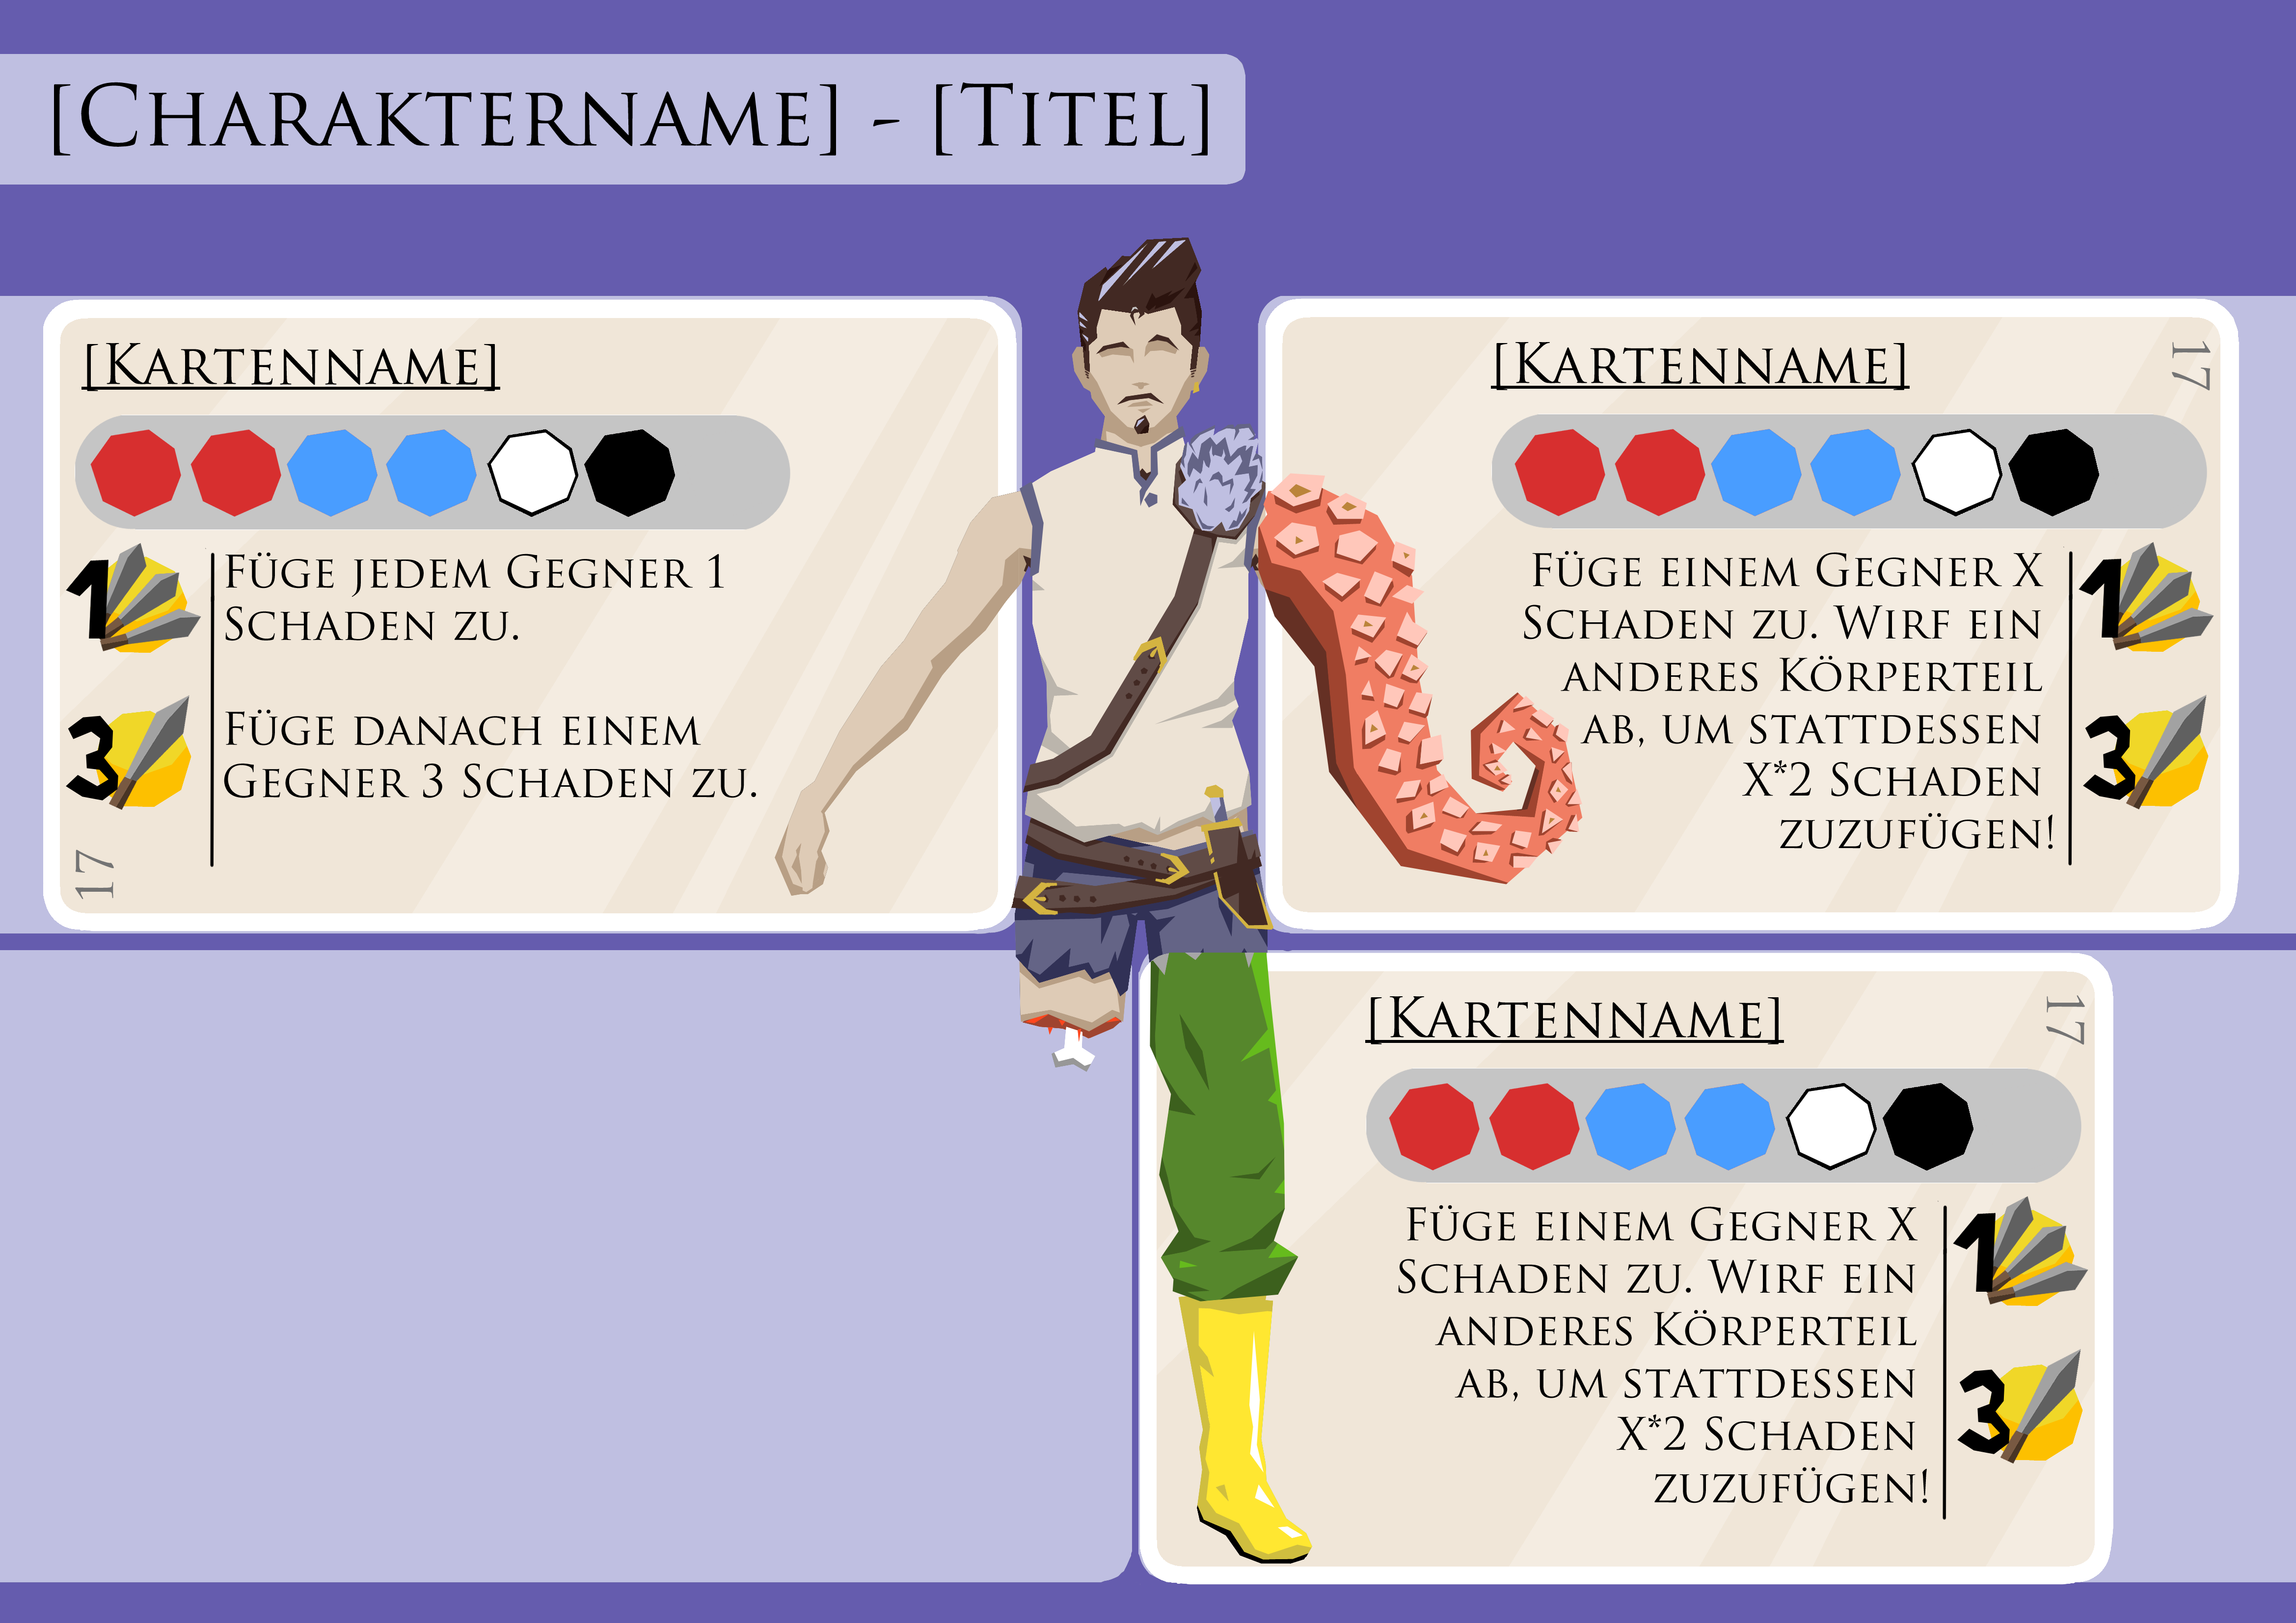 [Charaktername] - [Titel]
[Kartenname]
1
Füge jedem Gegner 1
Schaden zu.
3
Füge danach einem
Gegner 3 Schaden zu.
17
[Kartenname]
17
Füge einem Gegner X
Schaden zu. Wirf ein
anderes Körperteil
ab, um stattdessen
X*2 Schaden
zuzufügen!
1
3
[Kartenname]
17
Füge einem Gegner X
Schaden zu. Wirf ein
anderes Körperteil
ab, um stattdessen
X*2 Schaden
zuzufügen!
1
3